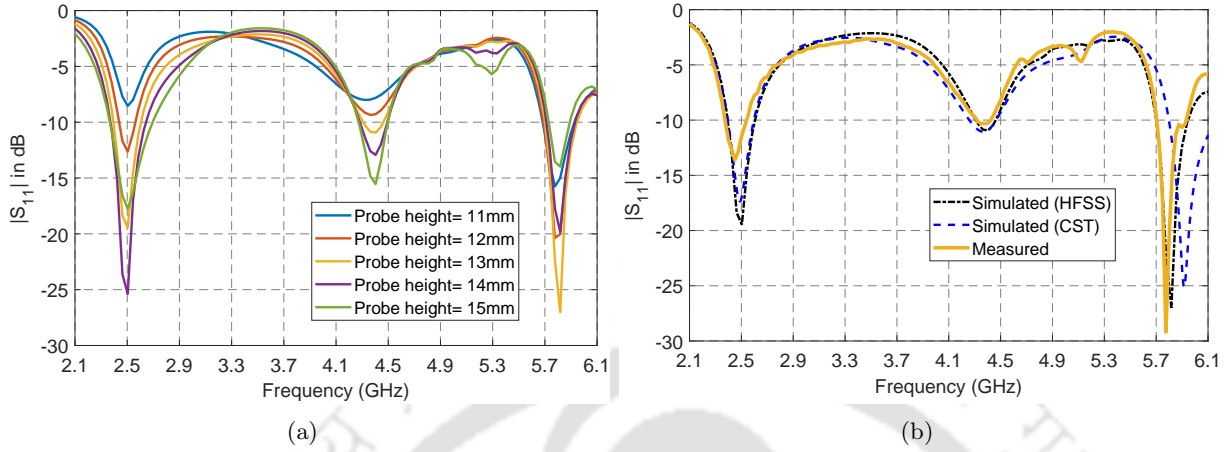 0
-5
-10
-15
-20
-25
-30
|S11| in dB
Probe height= 11mm
Probe height= 12mm
Probe height= 13mm
Probe height= 14mm
Probe height= 15mm
2.1 2.5 2.9 3.3 3.7 4.1 4.5 4.9 5.3 5.7 6.1
Frequency (GHz)
(a)
0
-5
-10
-15
-20
-25
-30
|S11| in dB
Simulated (HFSS)
Simulated (CST)
Measured
2.1 2.5 2.9 3.3 3.7 4.1 4.5 4.9 5.3 5.7 6.1
Frequency (GHz)
(b)